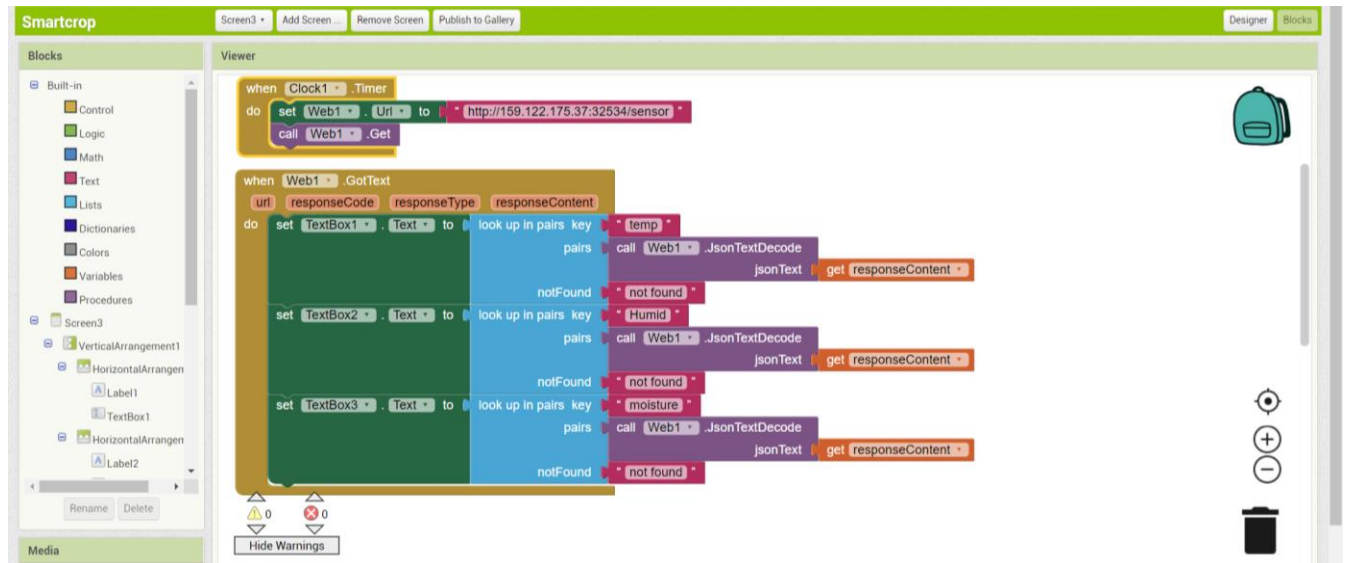 Smartcrop Screen3 Add Screen ... Remove Screen Publish to Gallery Designer Blocks
Blocks
Built-in
Control
Logic
Math
Text
Lists
Dictionaries
Colors
Variables
Procedures
Screen3
VerticalArrangement1
HorizontalArrangen
Label1
TextBox1
HorizontalArrangen
Label2
Rename Delete
Media
Viewer
when Clock1 .Timer
do set Web1 . Url to " http://159.122.175.37:32534/sensor "
call Web1 .Get
when Web1 .GotText
url responseCode responseType responseContent
do set TextBox1 . Text to look up in pairs key " temp "
pairs call Web1 .JsonTextDecode
jsonText get responseContent
notFound " not found "
set TextBox2 . Text to look up in pairs key " Humid "
pairs call Web1 .JsonTextDecode
jsonText get responseContent
notFound " not found "
set TextBox3 . Text to look up in pairs key " moisture "
pairs call Web1 .JsonTextDecode
jsonText get responseContent
notFound " not found "
0 0
Hide Warnings